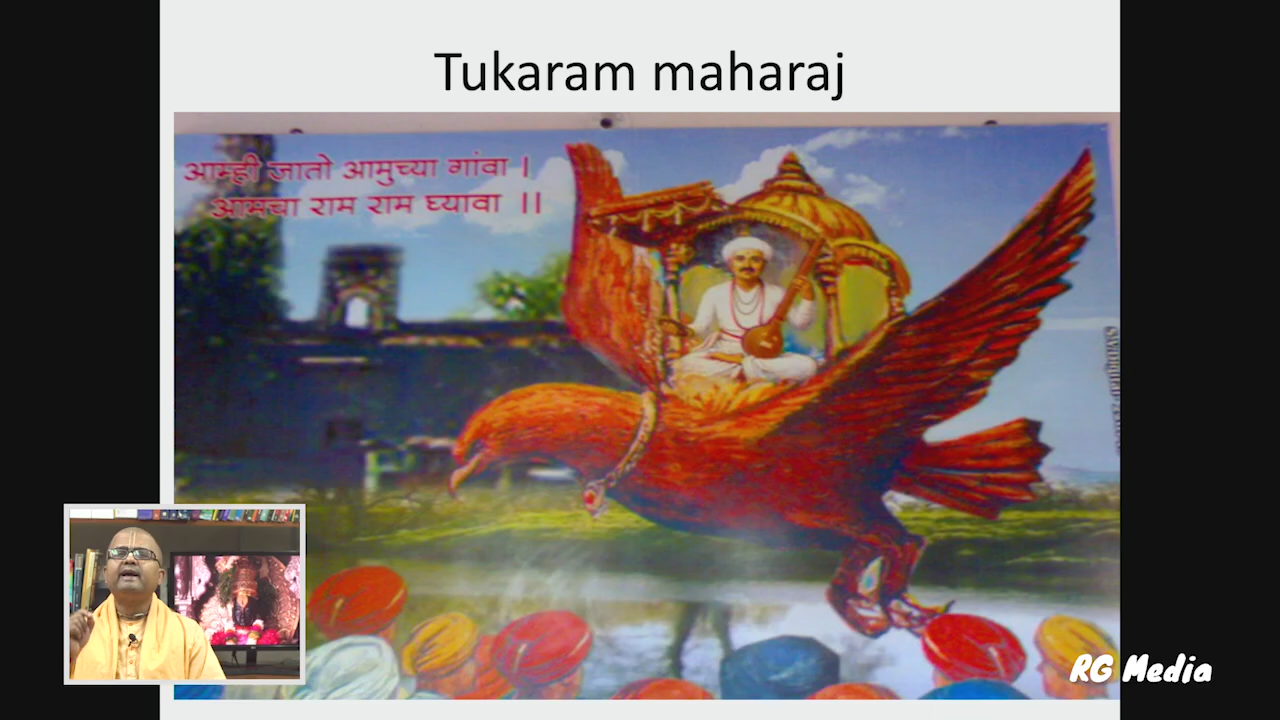 Tukaram maharaj
आम्ही जातो आमुच्या गांवा ।
आमचा राम राम घ्यावा ।।
RG Media